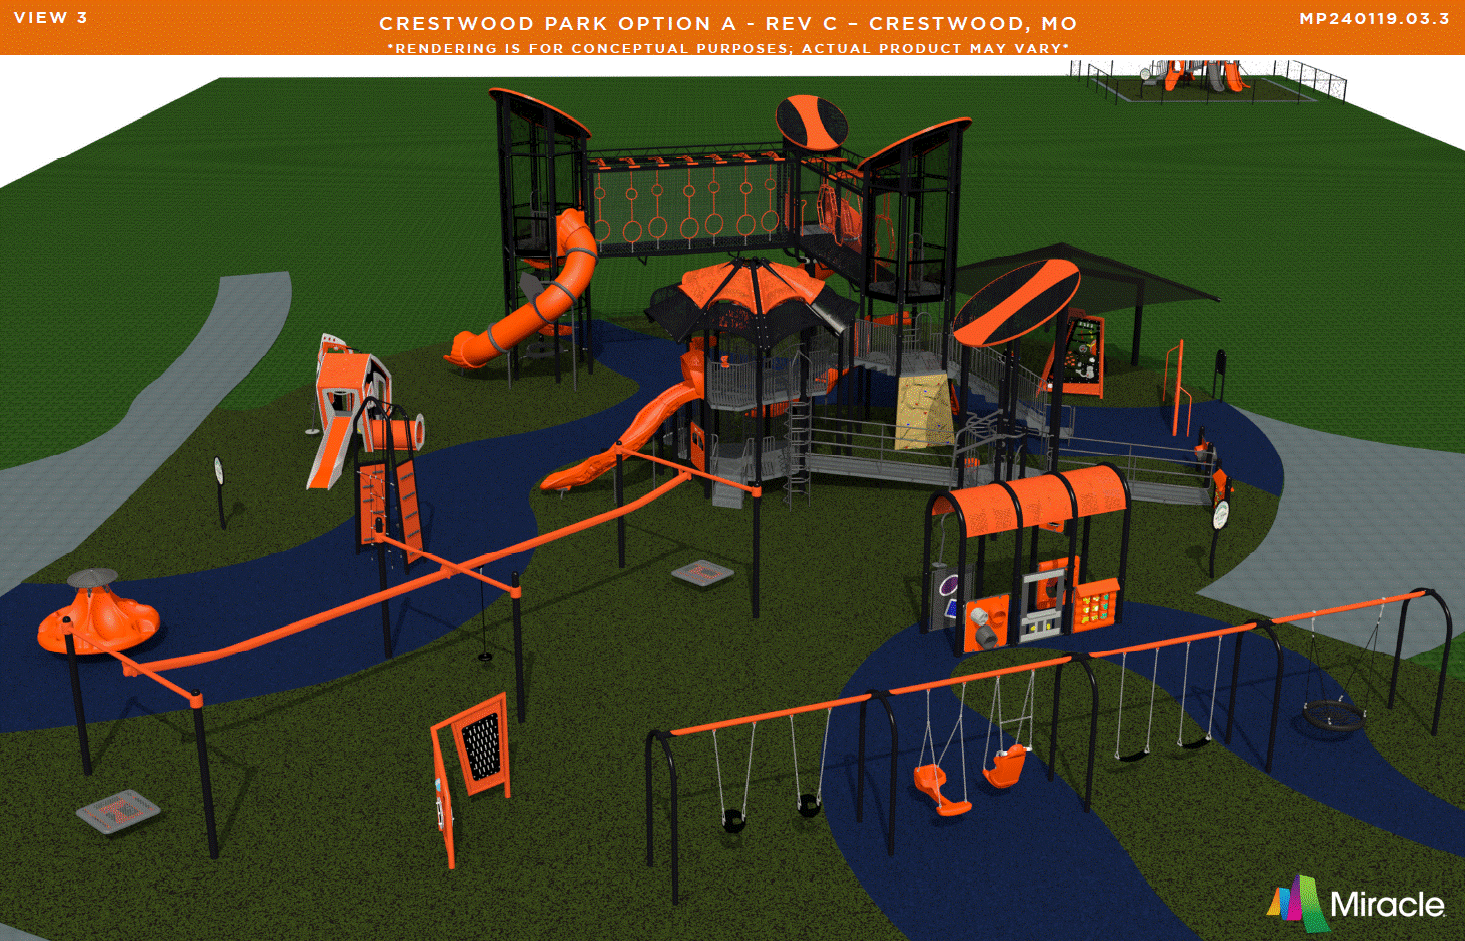 VIEW 3
CRESTWOOD PARK OPTION A - REV C – CRESTWOOD, MO
MP240119.03.3
*RENDERING IS FOR CONCEPTUAL PURPOSES; ACTUAL PRODUCT MAY VARY*
Miracle